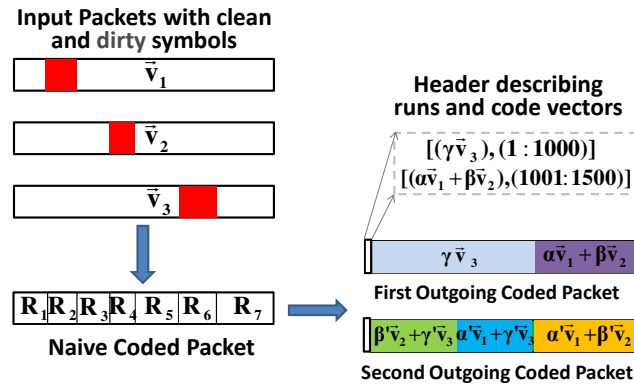 Input Packets with clean
and dirty symbols
v⃗₁
v⃗₂
v⃗₃
R₁ R₂ R₃ R₄ R₅ R₆ R₇
Naive Coded Packet
Header describing
runs and code vectors
[(γv⃗₃),(1:1000)]
[(αv⃗₁+βv⃗₂),(1001:1500)]
γv⃗₃ αv⃗₁+βv⃗₂
First Outgoing Coded Packet
β'v⃗₂+γ'v⃗₃ α'v⃗₁+γ'v⃗₃ α'v⃗₁+β'v⃗₂
Second Outgoing Coded Packet